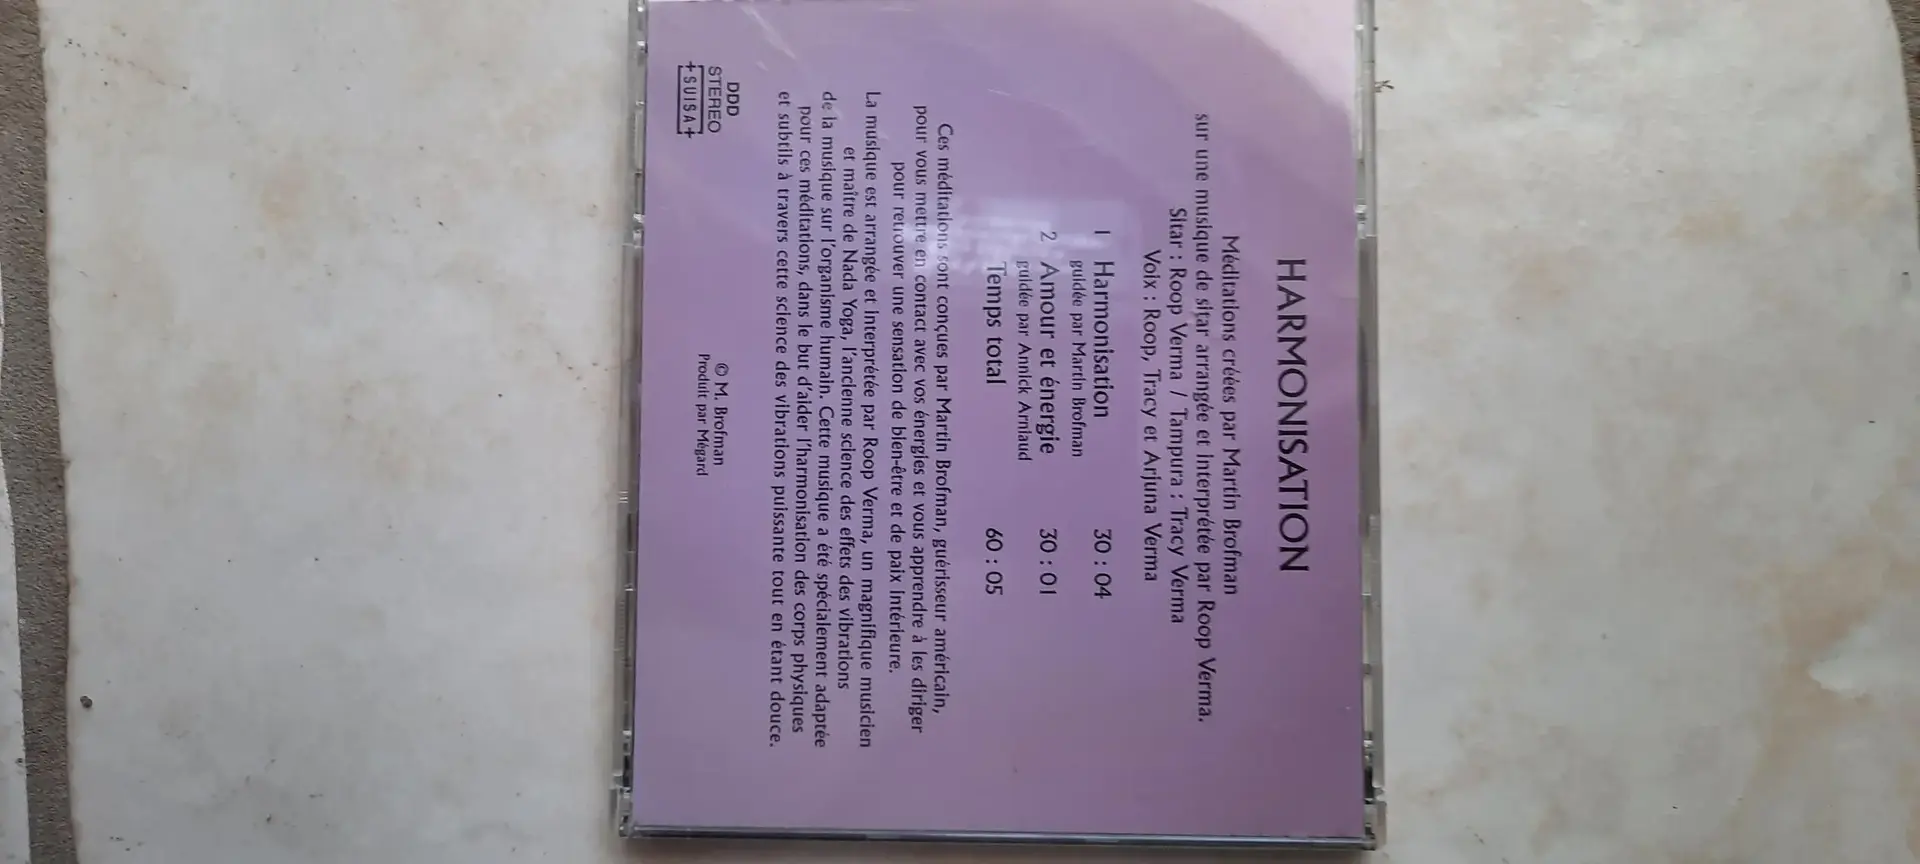 HARMONISATION
Méditations créées par Martin Brofman
sur une musique de sitar arrangée et interprétée par Roop Verma.
Sitar : Roop Verma / Tampura : Tracy Verma
Voix : Roop, Tracy et Arjuna Verma
1 Harmonisation 30 : 04
guidée par Martin Brofman
2 Amour et énergie 30 : 01
guidée par Annick Arnlaud
Temps total 60 : 05
Ces méditations sont conçues par Martin Brofman, guérisseur américain,
pour vous mettre en contact avec vos énergies et vous apprendre à les diriger
pour retrouver une sensation de bien-être et de paix intérieure.
La musique est arrangée et interprétée par Roop Verma, un magnifique musicien
et maître de Nada Yoga, l'ancienne science des effets des vibrations
de la musique sur l'organisme humain. Cette musique a été spécialement adaptée
pour ces méditations, dans le but d'aider l'harmonisation des corps physiques
et subtils à travers cette science des vibrations puissante tout en étant douce.
DDD
STEREO
+SUISA+
© M. Brofman
Produit par Mégard